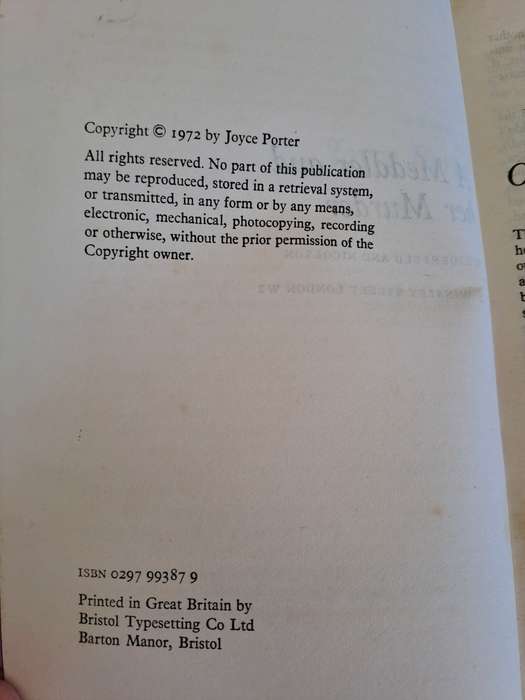 Copyright © 1972 by Joyce Porter
All rights reserved. No part of this publication
may be reproduced, stored in a retrieval system,
or transmitted, in any form or by any means,
electronic, mechanical, photocopying, recording
or otherwise, without the prior permission of the
Copyright owner.
ISBN 0297 99387 9
Printed in Great Britain by
Bristol Typesetting Co Ltd
Barton Manor, Bristol